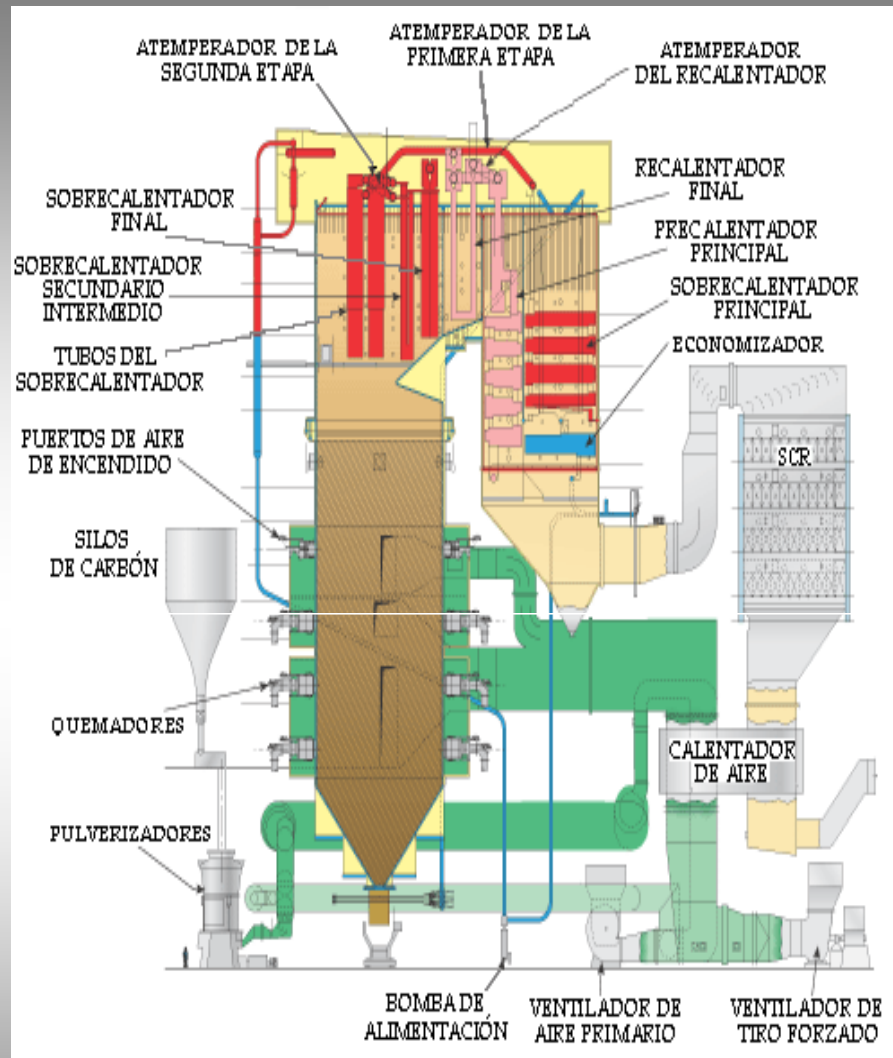 ATEMPERADOR DE LA
SEGUNDA ETAPA
ATEMPERADOR DE LA
PRIMERA ETAPA
ATEMPERADOR
DEL RECALENTADOR
SOBRECALENTADOR
FINAL
SOBRECALENTADOR
SECUNDARIO
INTERMEDIO
TUBOS DEL
SOBRECALENTADOR
PUERTOS DE AIRE
DE ENCENDIDO
SILOS
DE CARBÓN
QUEMADORES
PULVERIZADORES
RECALENTADOR
FINAL
PRECALENTADOR
PRINCIPAL
SOBRECALENTADOR
PRINCIPAL
ECONOMIZADOR
SCR
CALENTADOR
DE AIRE
BOMBA DE
ALIMENTACIÓN
VENTILADOR DE
AIRE PRIMARIO
VENTILADOR DE
TIRO FORZADO